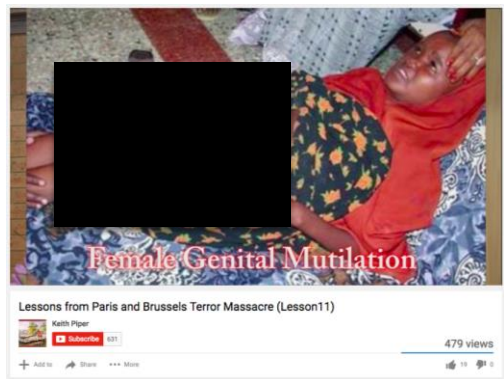 Female Genital Mutilation
Lessons from Paris and Brussels Terror Massacre (Lesson11)
Keith Piper
Subscribe 631
479 views
Add to Share More
19 0